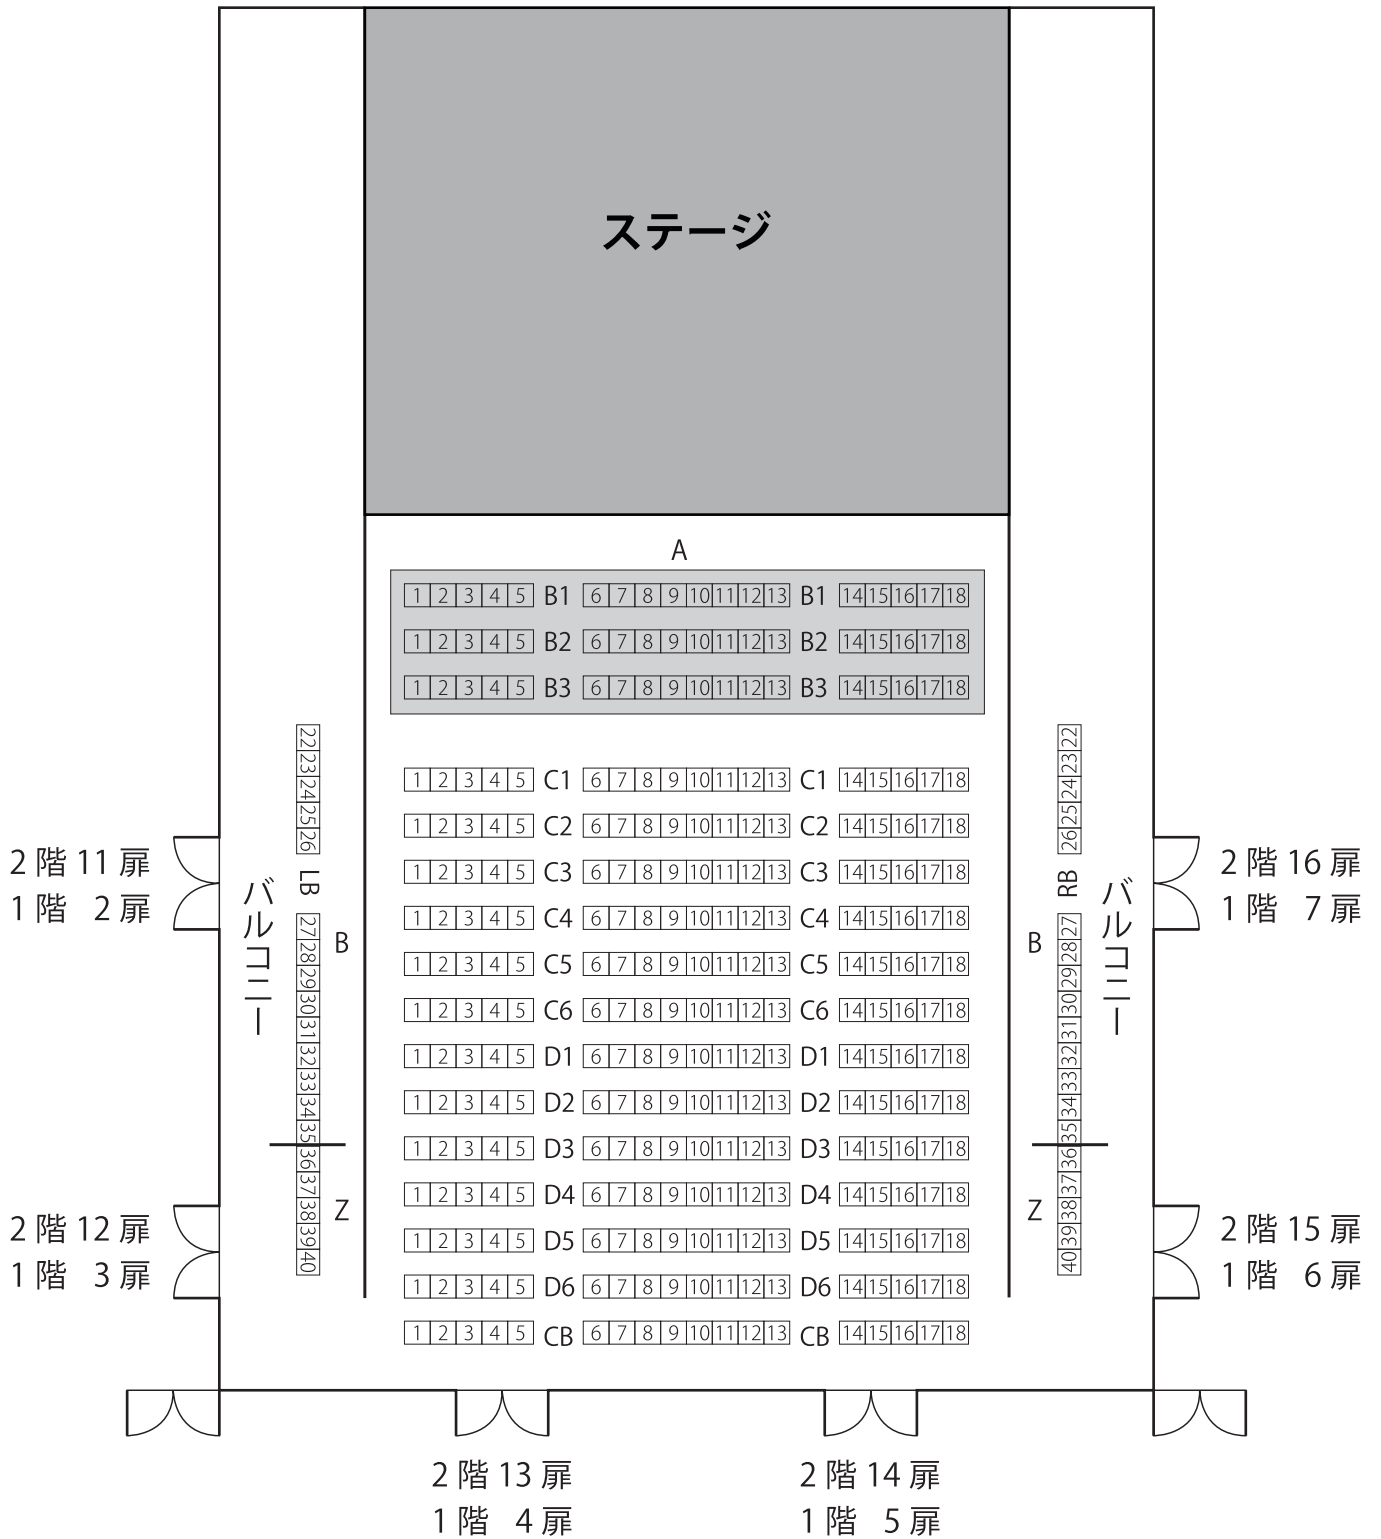 ステージ
A
1 2 3 4 5 B1 6 7 8 9 10 11 12 13 B1 14 15 16 17 18
1 2 3 4 5 B2 6 7 8 9 10 11 12 13 B2 14 15 16 17 18
1 2 3 4 5 B3 6 7 8 9 10 11 12 13 B3 14 15 16 17 18
1 2 3 4 5 C1 6 7 8 9 10 11 12 13 C1 14 15 16 17 18
1 2 3 4 5 C2 6 7 8 9 10 11 12 13 C2 14 15 16 17 18
1 2 3 4 5 C3 6 7 8 9 10 11 12 13 C3 14 15 16 17 18
1 2 3 4 5 C4 6 7 8 9 10 11 12 13 C4 14 15 16 17 18
1 2 3 4 5 C5 6 7 8 9 10 11 12 13 C5 14 15 16 17 18
1 2 3 4 5 C6 6 7 8 9 10 11 12 13 C6 14 15 16 17 18
1 2 3 4 5 D1 6 7 8 9 10 11 12 13 D1 14 15 16 17 18
1 2 3 4 5 D2 6 7 8 9 10 11 12 13 D2 14 15 16 17 18
1 2 3 4 5 D3 6 7 8 9 10 11 12 13 D3 14 15 16 17 18
1 2 3 4 5 D4 6 7 8 9 10 11 12 13 D4 14 15 16 17 18
1 2 3 4 5 D5 6 7 8 9 10 11 12 13 D5 14 15 16 17 18
1 2 3 4 5 D6 6 7 8 9 10 11 12 13 D6 14 15 16 17 18
1 2 3 4 5 CB 6 7 8 9 10 11 12 13 CB 14 15 16 17 18
22 23 24 25 26 LB 27 28 29 30 31 32 33 34 35 36 37 38 39 40
バルコニー
B
Z
22 23 24 25 26 RB 27 28 29 30 31 32 33 34 35 36 37 38 39 40
バルコニー
B
Z
2 階 11 扉
1 階 2 扉
2 階 12 扉
1 階 3 扉
2 階 16 扉
1 階 7 扉
2 階 15 扉
1 階 6 扉
2 階 13 扉
1 階 4 扉
2 階 14 扉
1 階 5 扉